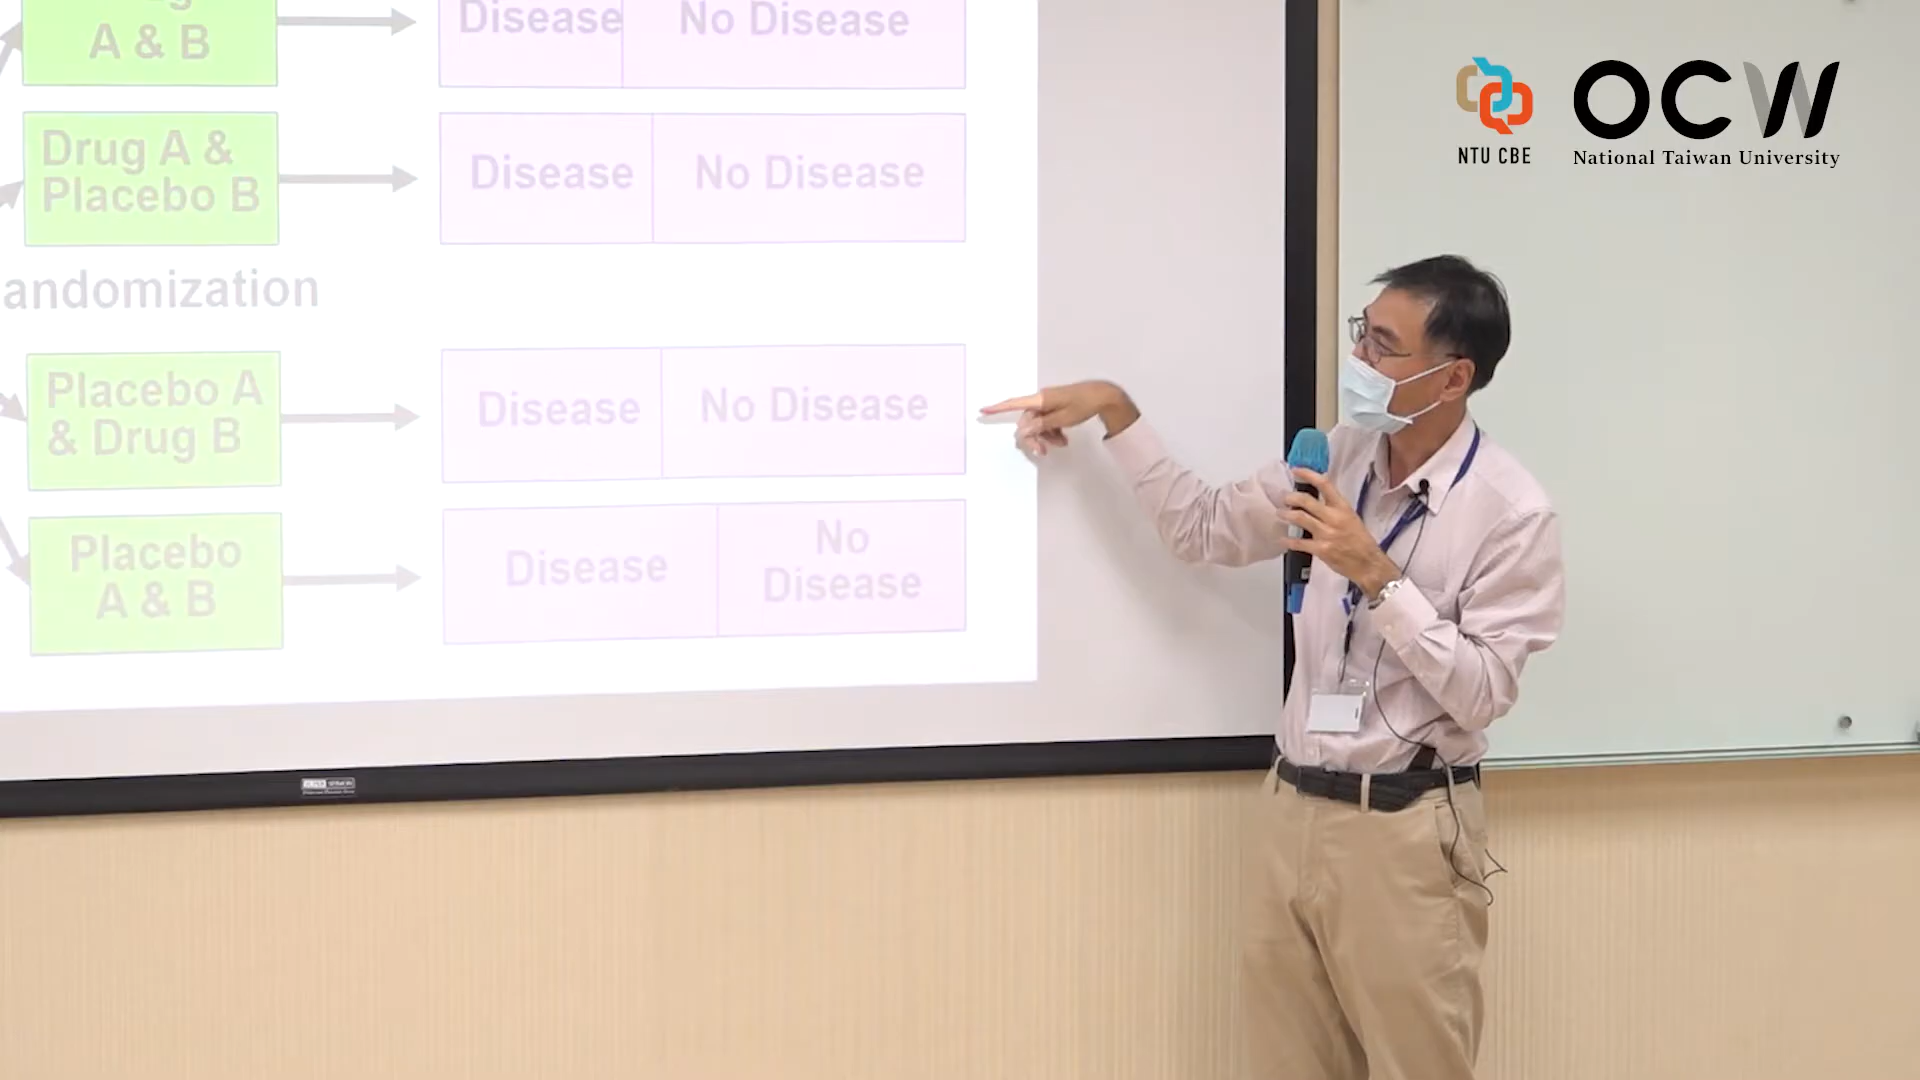 A & B
Disease
No Disease
Drug A &
Placebo B
Disease
No Disease
andomization
Placebo A
& Drug B
Disease
No Disease
Placebo
A & B
Disease
No
Disease
NTU CBE
OCW
National Taiwan University